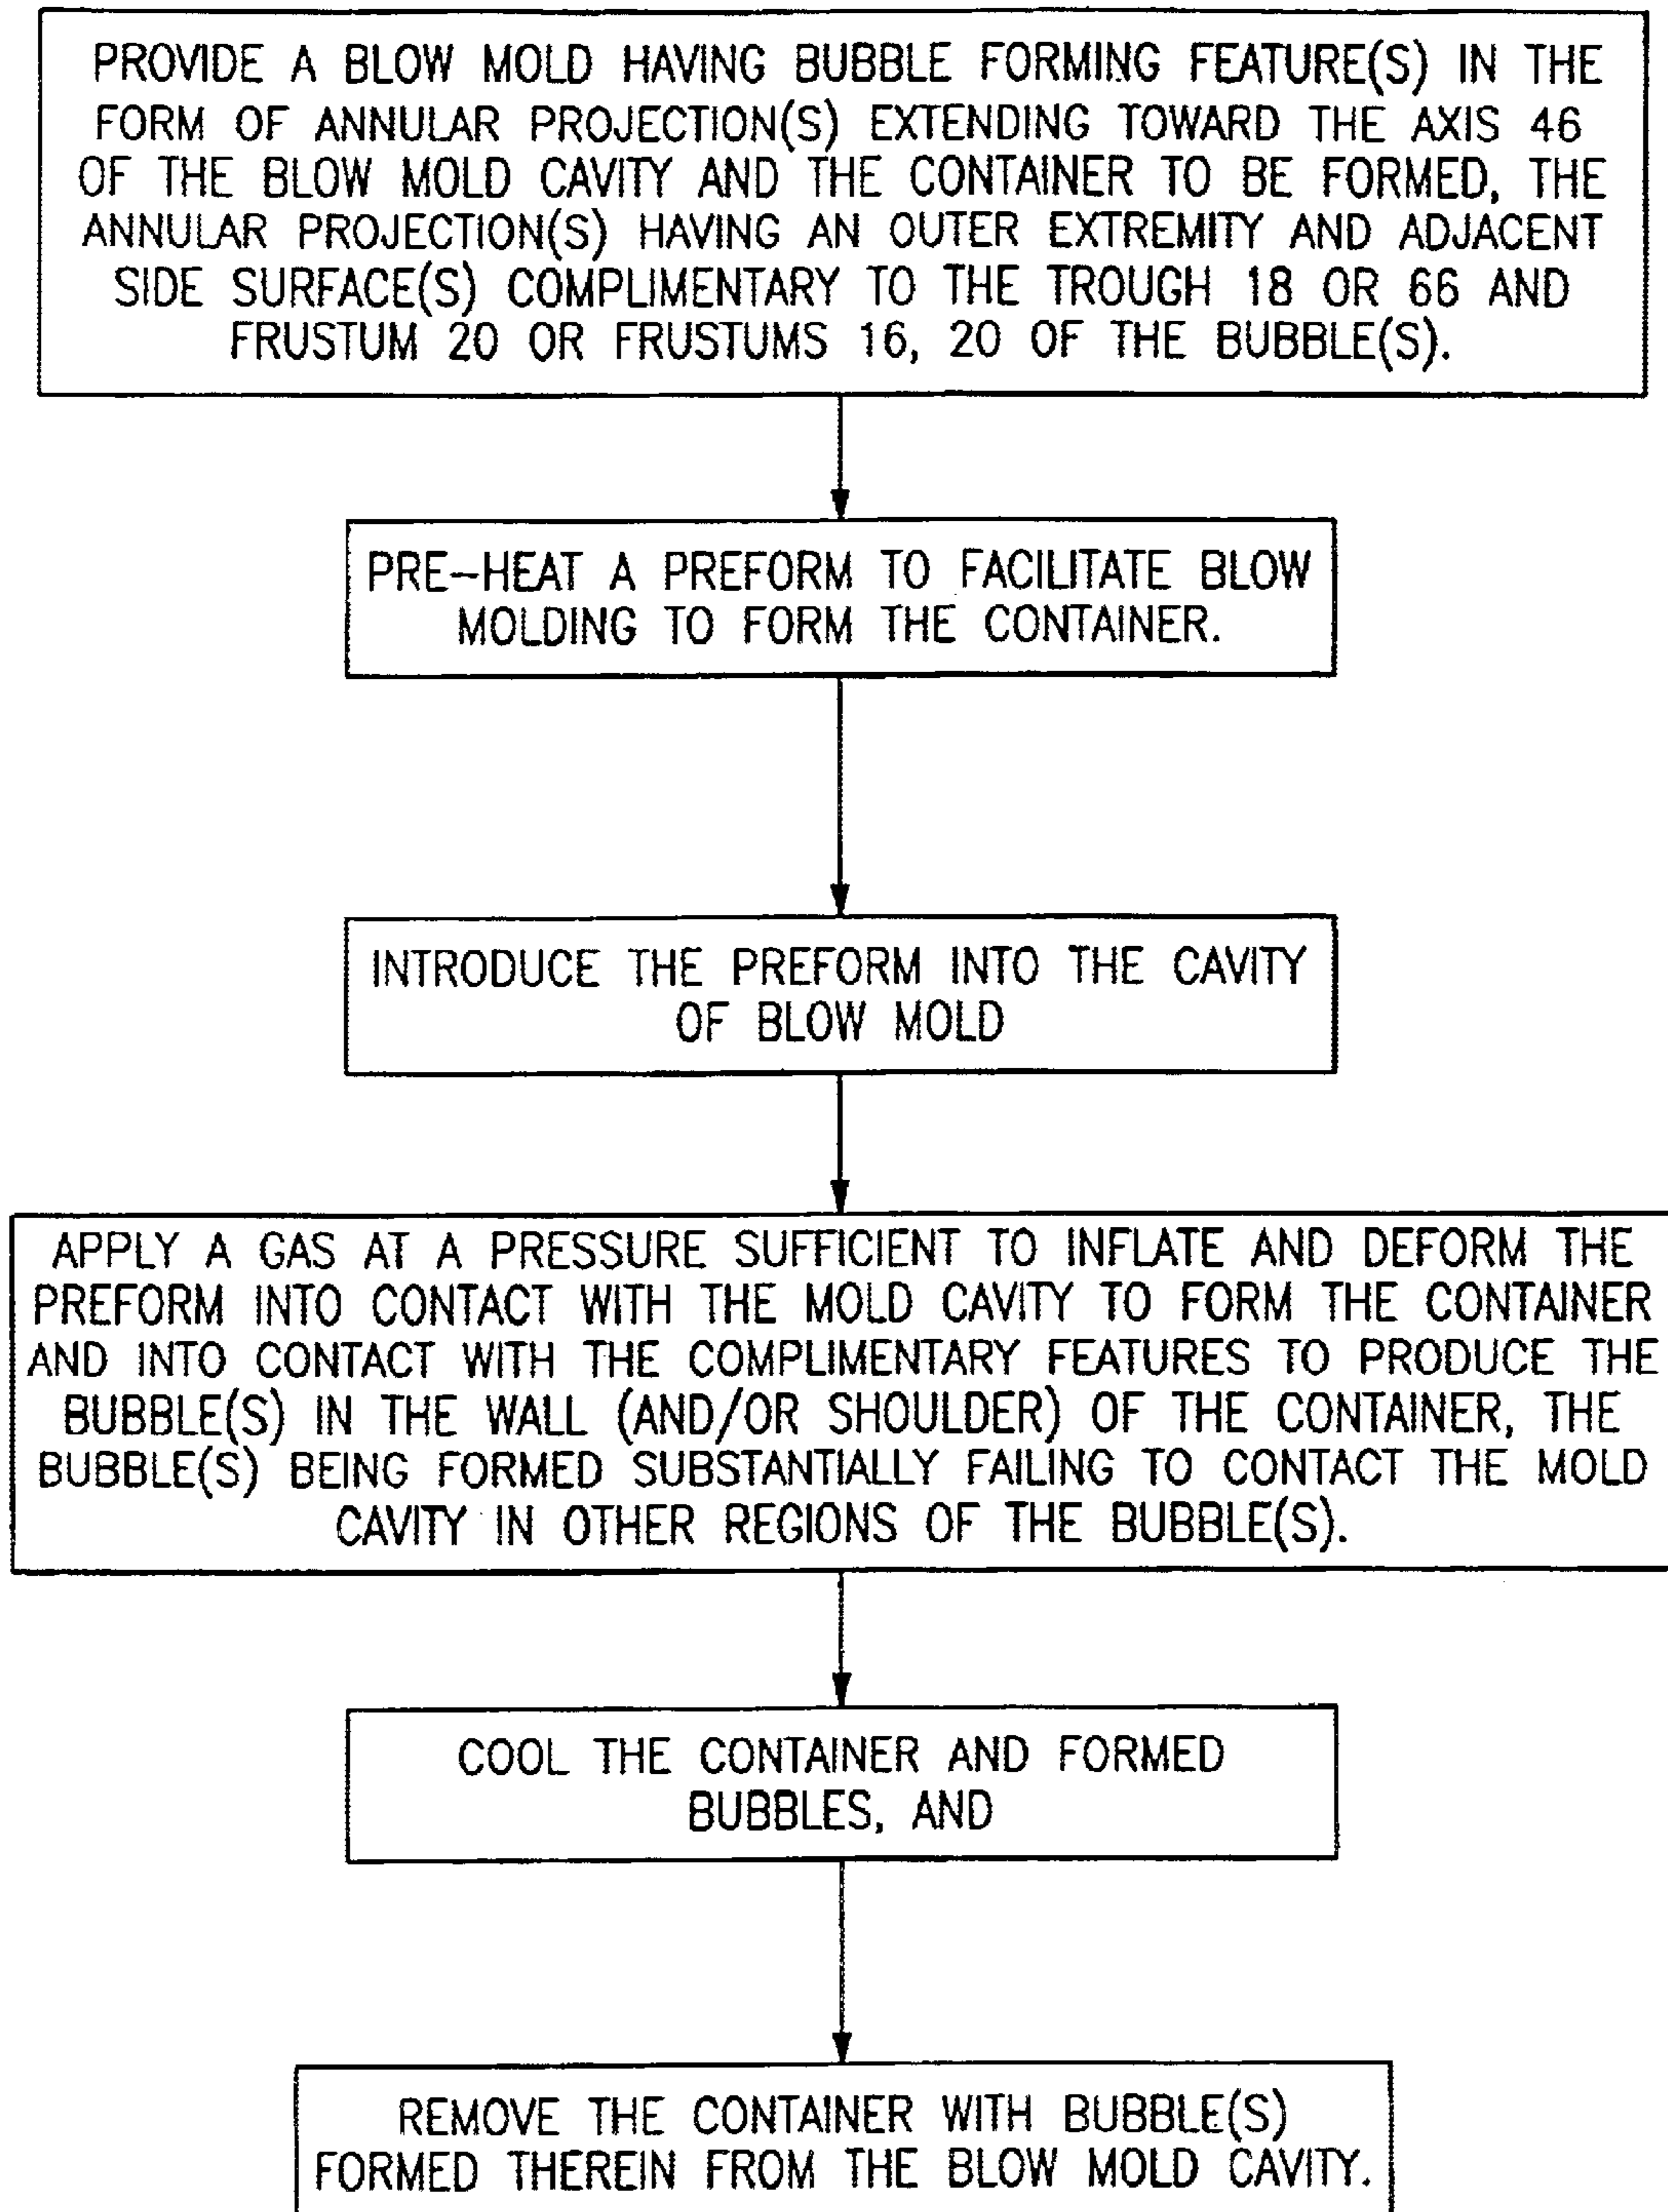 PROVIDE A BLOW MOLD HAVING BUBBLE FORMING FEATURE(S) IN THE
FORM OF ANNULAR PROJECTION(S) EXTENDING TOWARD THE AXIS 46
OF THE BLOW MOLD CAVITY AND THE CONTAINER TO BE FORMED, THE
ANNULAR PROJECTION(S) HAVING AN OUTER EXTREMITY AND ADJACENT
SIDE SURFACE(S) COMPLIMENTARY TO THE TROUGH 18 OR 66 AND
FRUSTUM 20 OR FRUSTUMS 16, 20 OF THE BUBBLE(S).
PRE-HEAT A PREFORM TO FACILITATE BLOW
MOLDING TO FORM THE CONTAINER.
INTRODUCE THE PREFORM INTO THE CAVITY
OF BLOW MOLD
APPLY A GAS AT A PRESSURE SUFFICIENT TO INFLATE AND DEFORM THE
PREFORM INTO CONTACT WITH THE MOLD CAVITY TO FORM THE CONTAINER
AND INTO CONTACT WITH THE COMPLIMENTARY FEATURES TO PRODUCE THE
BUBBLE(S) IN THE WALL (AND/OR SHOULDER) OF THE CONTAINER, THE
BUBBLE(S) BEING FORMED SUBSTANTIALLY FAILING TO CONTACT THE MOLD
CAVITY IN OTHER REGIONS OF THE BUBBLE(S).
COOL THE CONTAINER AND FORMED
BUBBLES, AND
REMOVE THE CONTAINER WITH BUBBLE(S)
FORMED THEREIN FROM THE BLOW MOLD CAVITY.